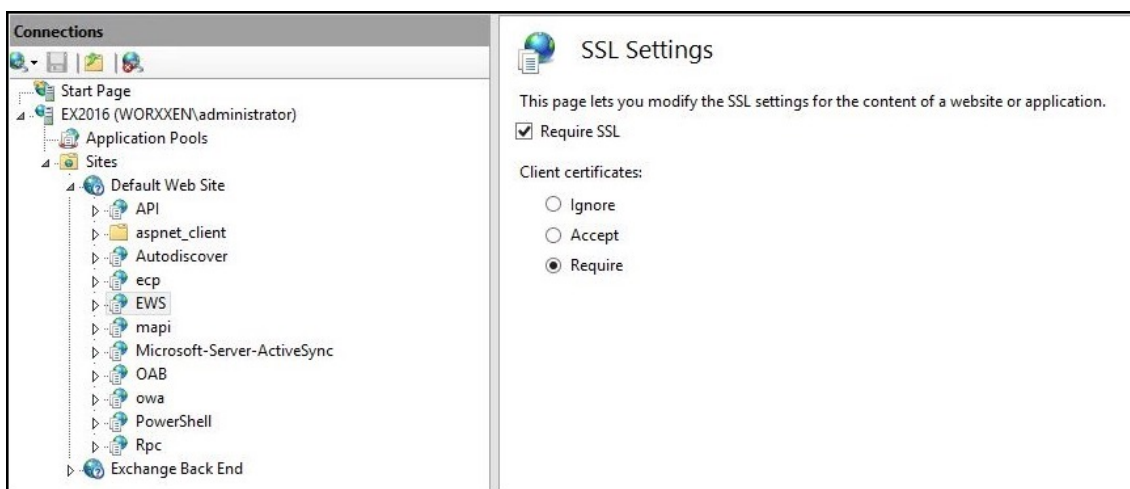 Connections
Start Page
EX2016 (WORXXEN\administrator)
Application Pools
Sites
Default Web Site
API
aspnet_client
Autodiscover
ecp
EWS
mapi
Microsoft-Server-ActiveSync
OAB
owa
PowerShell
Rpc
Exchange Back End
SSL Settings
This page lets you modify the SSL settings for the content of a website or application.
Require SSL
Client certificates:
Ignore
Accept
Require